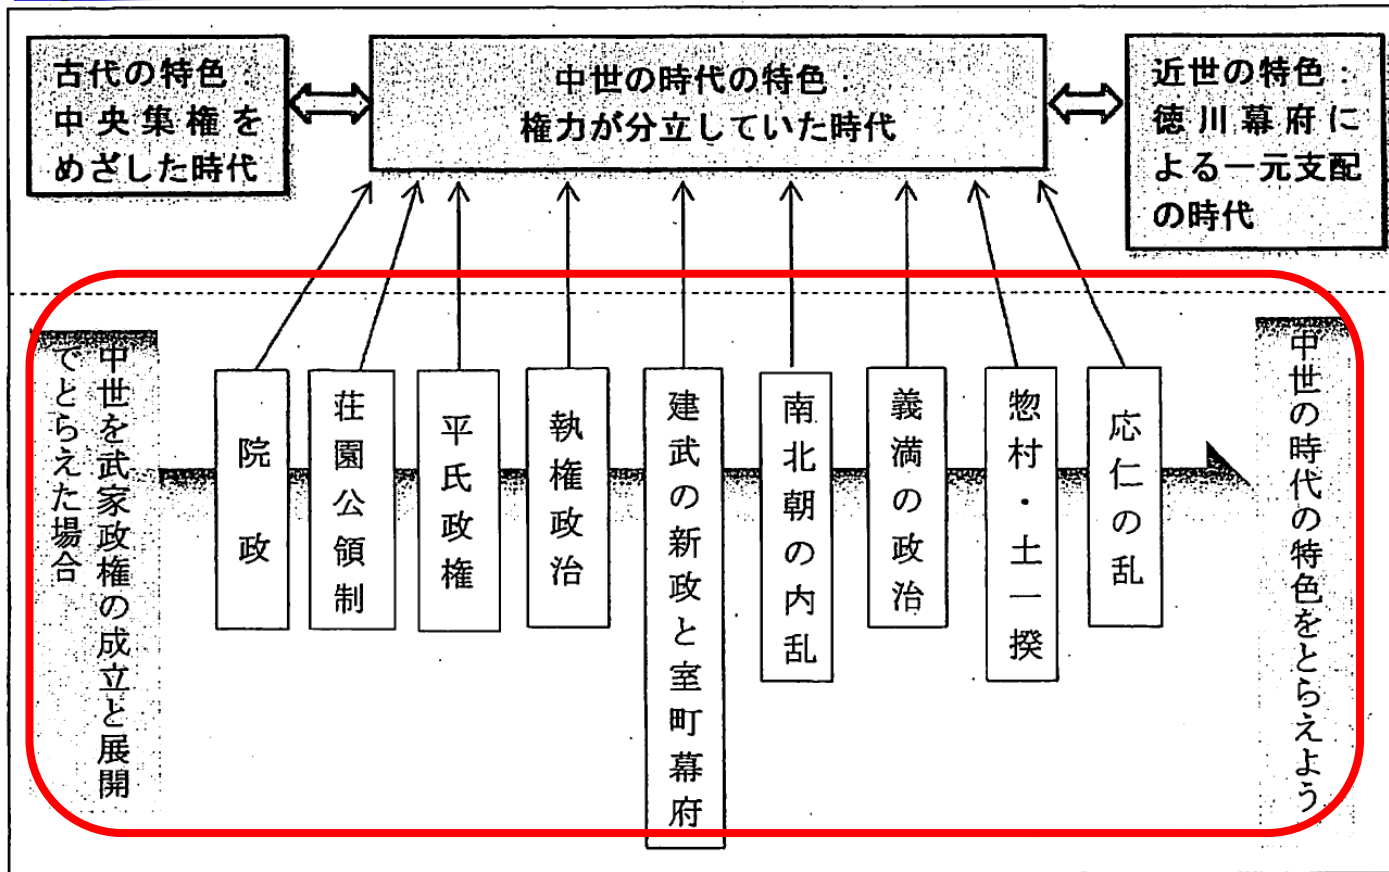 古代の特色：
中央集権を
めざした時代
中世の時代の特色：
権力が分立していた時代
近世の特色：
徳川幕府に
よる一元支配
の時代
中世を武家政権の成立と展開
でとらえた場合
院政
荘園公領制
平氏政権
執権政治
建武の新政と室町幕府
南北朝の内乱
義満の政治
惣村・土一揆
応仁の乱
中世の時代の特色をとらえよう